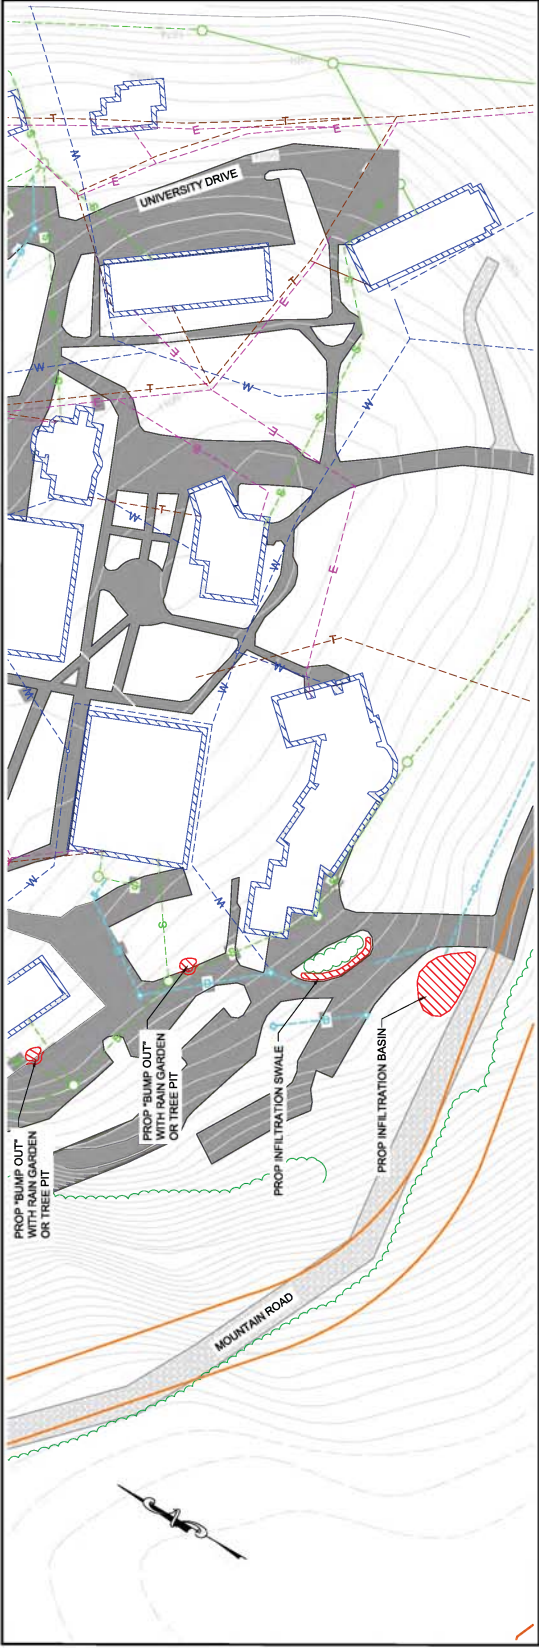 UNIVERSITY DRIVE
PROP "BUMP OUT"
WITH RAIN GARDEN
OR TREE PIT
PROP "BUMP OUT"
WITH RAIN GARDEN
OR TREE PIT
PROP INFILTRATION SWALE
PROP INFILTRATION BASIN
MOUNTAIN ROAD
T
T
E
E
E
W
S
S
S
T
E
E
W
W
W
T
S
S
S
E
T
W
S
W
E
T
W
W
W
W
W
S
S
S
D
D